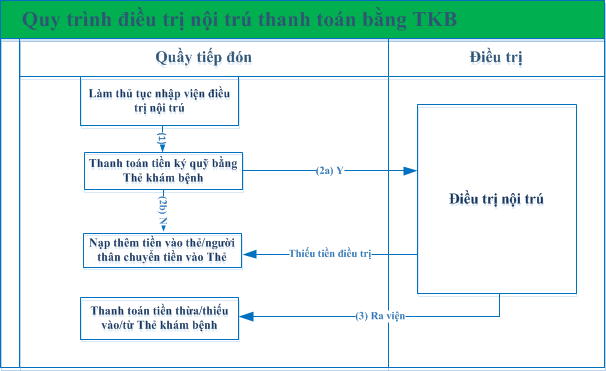 Quy trình điều trị nội trú thanh toán bằng TKB
Quầy tiếp đón
Điều trị
Làm thủ tục nhập viện điều
trị nội trú
(1)
Thanh toán tiền ký quỹ bằng
Thẻ khám bệnh
(2a) Y
Điều trị nội trú
(2b) N
Nạp thêm tiền vào thẻ/người
thân chuyển tiền vào Thẻ
Thiếu tiền điều trị
Thanh toán tiền thừa/thiếu
vào/từ Thẻ khám bệnh
(3) Ra viện